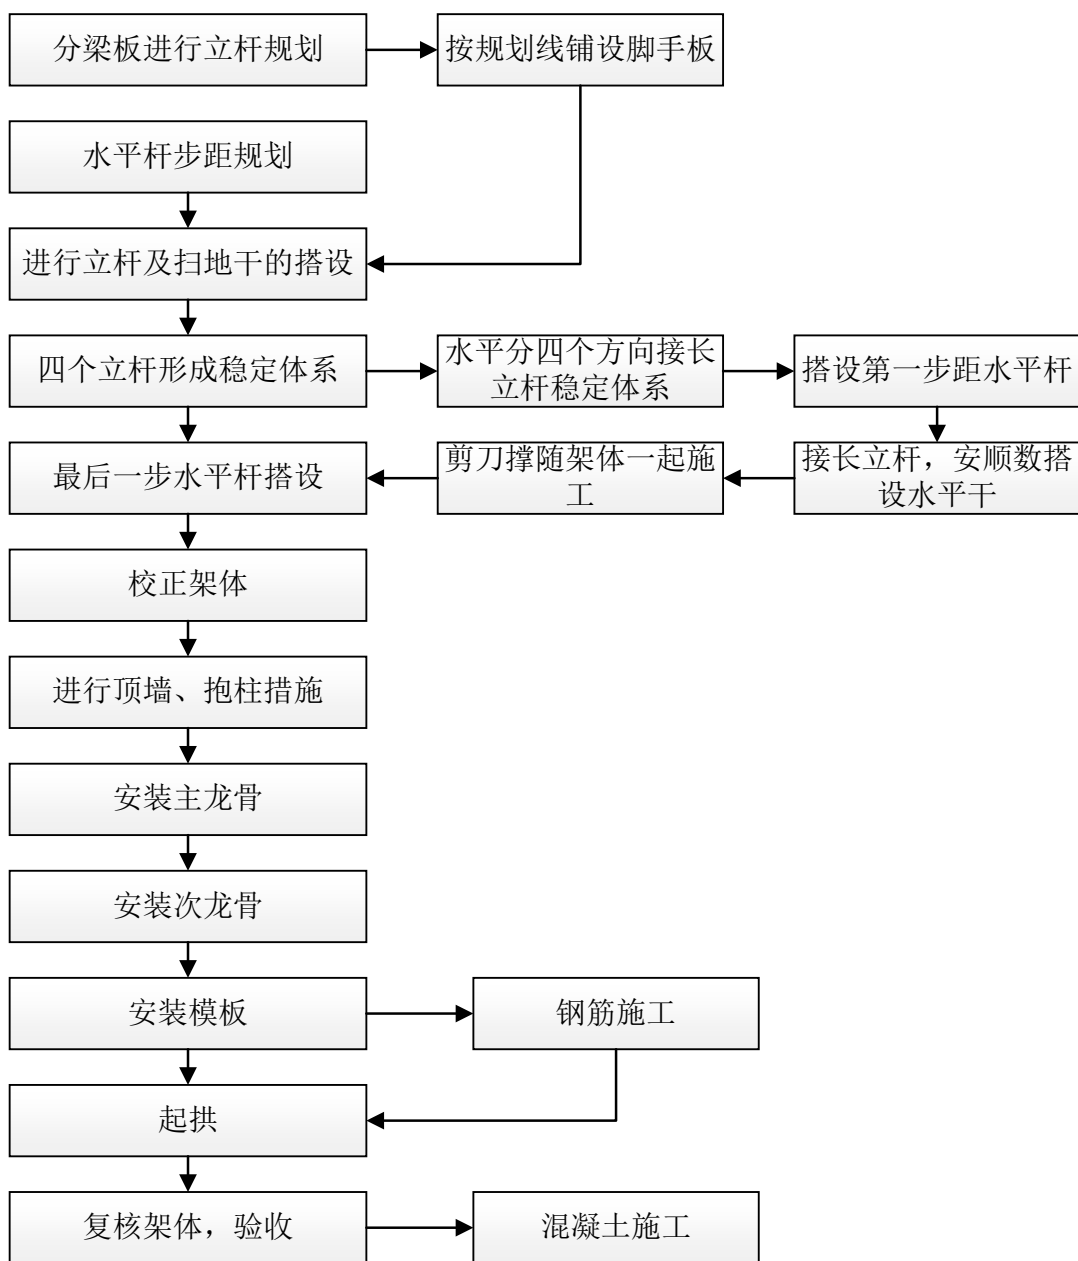 分梁板进行立杆规划
按规划线铺设脚手板
水平杆步距规划
进行立杆及扫地干的搭设
四个立杆形成稳定体系
水平分四个方向接长
立杆稳定体系
搭设第一步距水平杆
最后一步水平杆搭设
剪刀撑随架体一起施
工
接长立杆，安顺数搭
设水平干
校正架体
进行顶墙、抱柱措施
安装主龙骨
安装次龙骨
安装模板
钢筋施工
起拱
复核架体，验收
混凝土施工